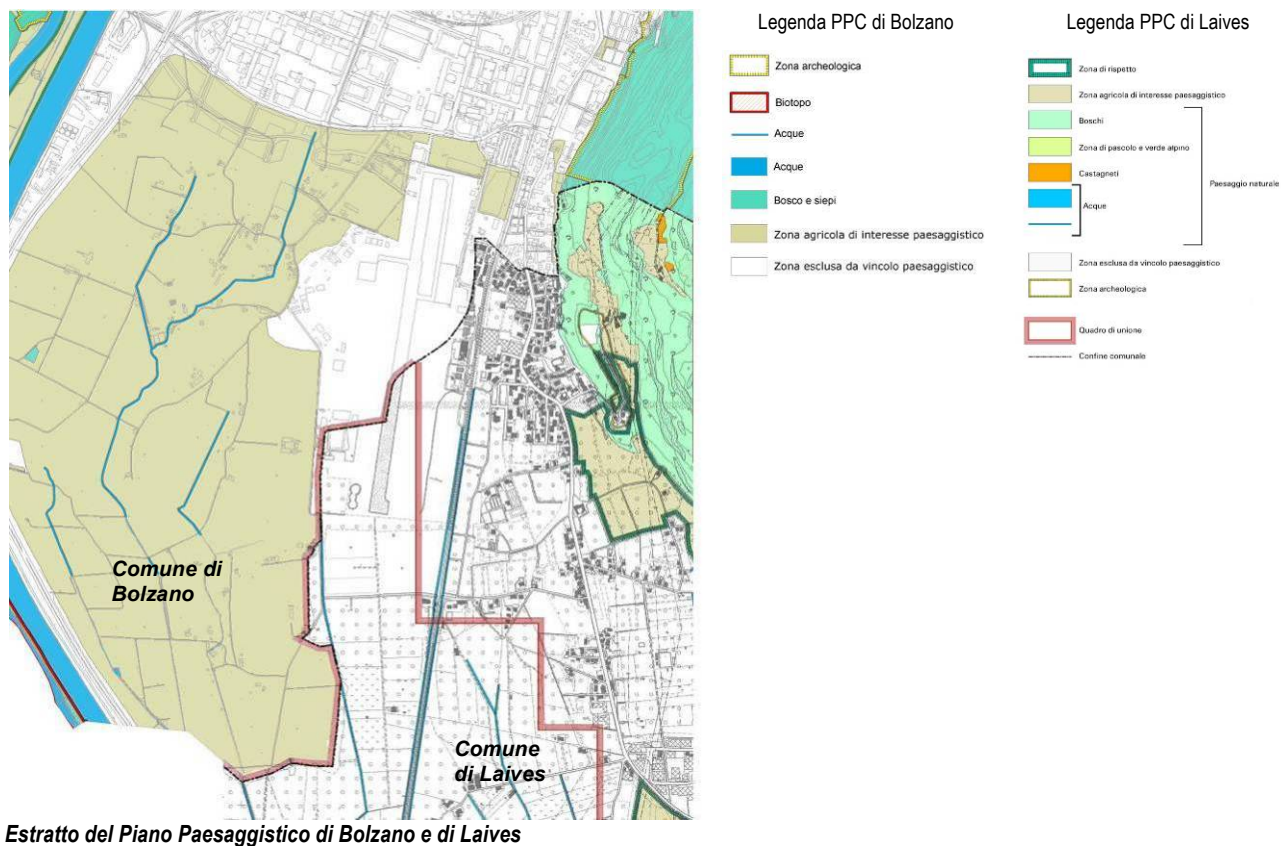 Legenda PPC di Bolzano
Zona archeologica
Biotopo
Acque
Acque
Bosco e siepi
Zona agricola di interesse paesaggistico
Zona esclusa da vincolo paesaggistico
Legenda PPC di Laives
Zona di rispetto
Zona agricola di interesse paesaggistico
Boschi
Zona di pascolo e verde alpino
Castagneti
Paesaggio naturale
Acque
Zona esclusa da vincolo paesaggistico
Zona archeologica
Quadro di unione
Confine comunale
Comune di
Bolzano
Comune
di Laives
Estratto del Piano Paesaggistico di Bolzano e di Laives